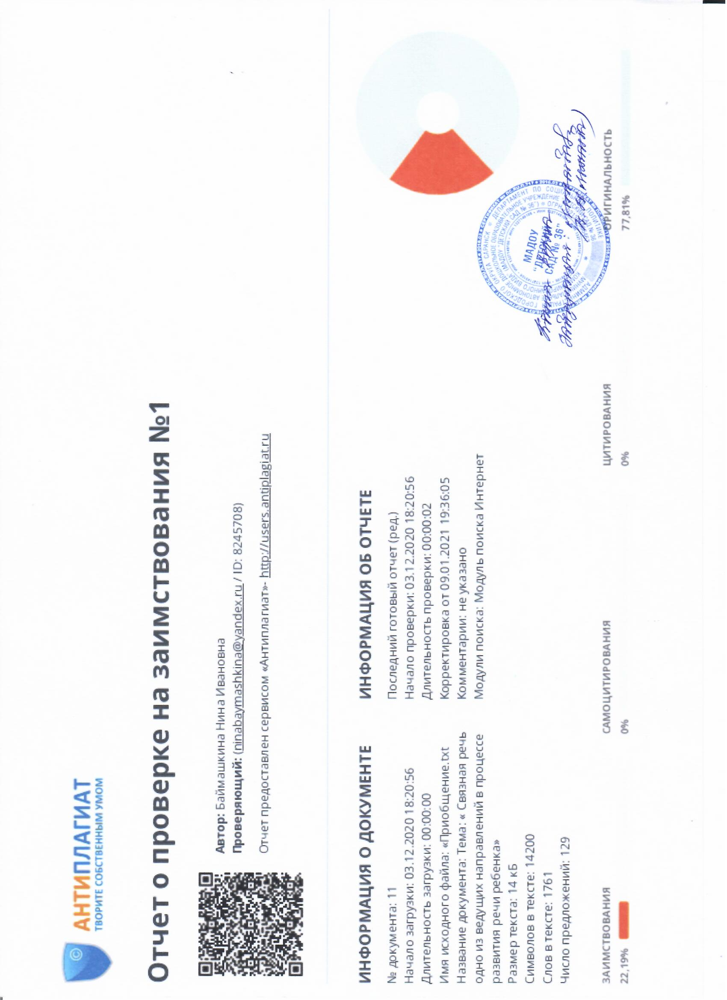 АНТИПЛАГИАТ
ТВОРИТЕ СОБСТВЕННЫМ УМОМ
Отчет о проверке на заимствования №1
Автор: Баймашкина Нина Ивановна
Проверяющий: (ninabaymashkina@yandex.ru / ID: 8245708)
Отчет предоставлен сервисом «Антиплагиат»- http://users.antiplagiat.ru
ИНФОРМАЦИЯ О ДОКУМЕНТЕ
№ документа: 11
Начало загрузки: 03.12.2020 18:20:56
Длительность загрузки: 00:00:00
Имя исходного файла: «Приобщение.txt
Название документа: Тема: « Связная речь
одно из ведущих направлений в процессе
развития речи ребенка»
Размер текста: 14 кБ
Символов в тексте: 14200
Слов в тексте: 1761
Число предложений: 129
ИНФОРМАЦИЯ ОБ ОТЧЕТЕ
Последний готовый отчет (ред.)
Начало проверки: 03.12.2020 18:20:56
Длительность проверки: 00:00:02
Корректировка от 09.01.2021 19:36:05
Комментарии: не указано
Модули поиска: Модуль поиска Интернет
МАДОУ
"ДЕТСКИЙ
САД № 36"
ЗАИМСТВОВАНИЯ
22,19%
САМОЦИТИРОВАНИЯ
0%
ЦИТИРОВАНИЯ
0%
ОРИГИНАЛЬНОСТЬ
77,81%